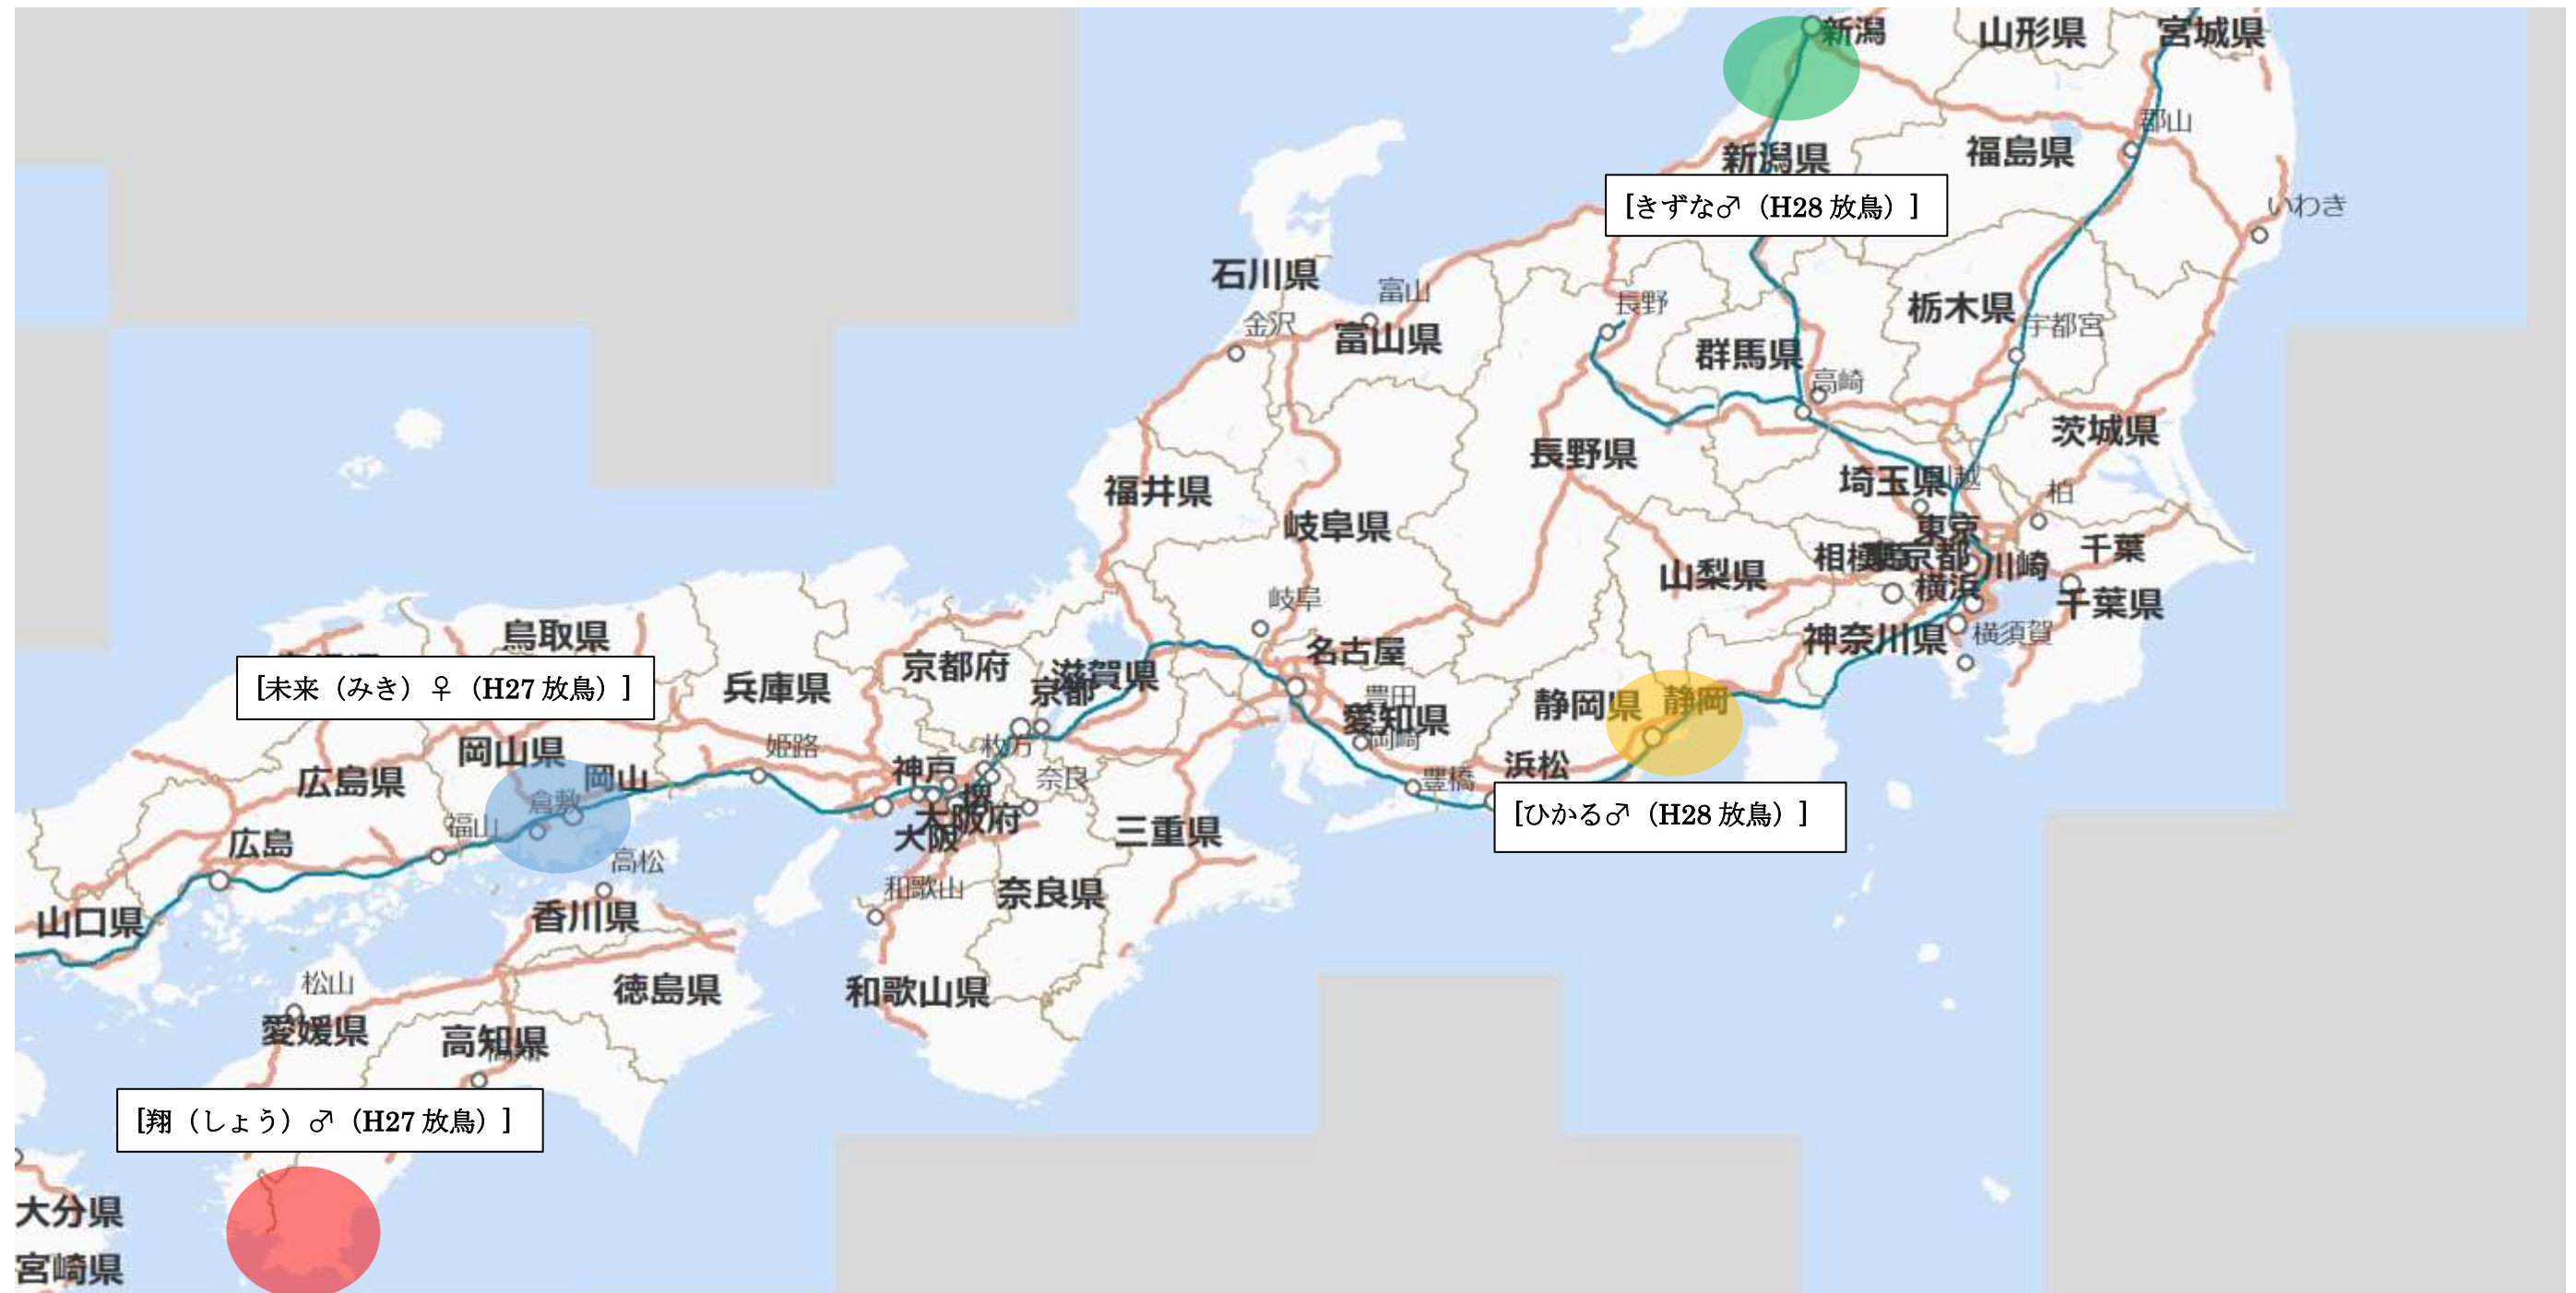 新潟
山形県
宮城県
郡山
福島県
新潟県
いわき
[きずな♂（H28 放鳥）]
石川県
富山
長野
栃木県
金沢
富山県
宇都宮
群馬県
高崎
茨城県
長野県
埼玉県
福井県
柏
岐阜県
東京
千葉
東京都
川崎
山梨県
横浜
岐阜
千葉県
鳥取県
神奈川県
横須賀
名古屋
京都府
滋賀県
[未来（みき）♀（H27 放鳥）]
兵庫県
京都
豊田
静岡県
静岡
愛知県
岡崎
岡山県
姫路
枚方
浜松
広島県
岡山
神戸
奈良
豊橋
倉敷
堺
[ひかる♂（H28 放鳥）]
福山
大阪府
広島
大阪
三重県
高松
和歌山
奈良県
山口県
香川県
松山
徳島県
和歌山県
愛媛県
高知県
[翔（しょう）♂（H27 放鳥）]
大分県
宮崎県